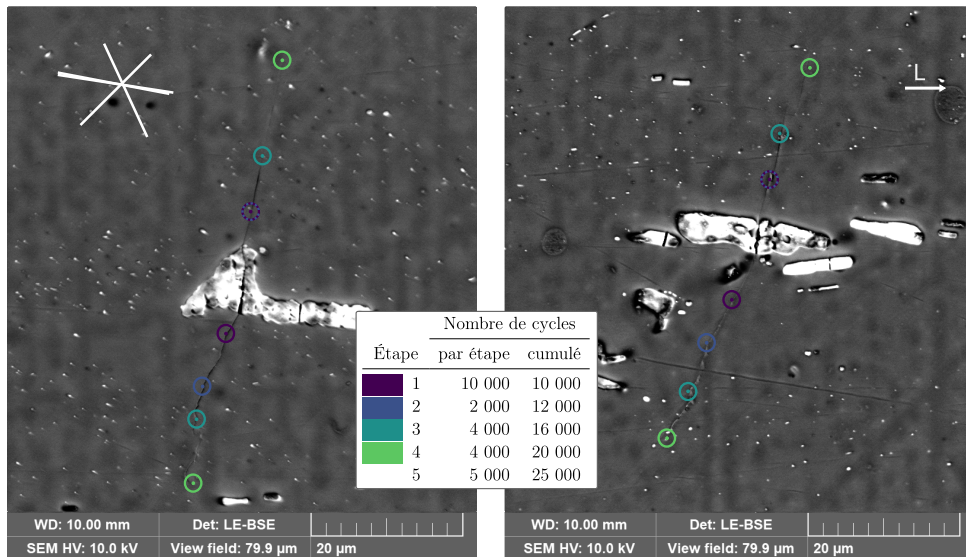 L
Nombre de cycles
Étape par étape cumulé
1 10 000 10 000
2 2 000 12 000
3 4 000 16 000
4 4 000 20 000
5 5 000 25 000
WD: 10.00 mm Det: LE-BSE
SEM HV: 10.0 kV View field: 79.9 µm 20 µm
WD: 10.00 mm Det: LE-BSE
SEM HV: 10.0 kV View field: 79.9 µm 20 µm